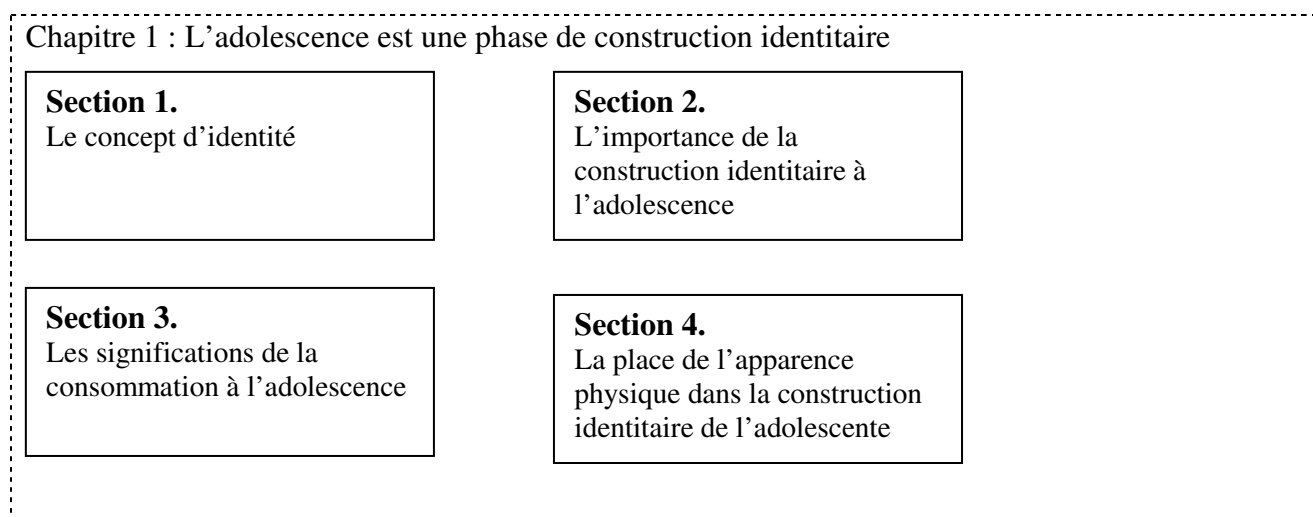 Chapitre 1 : L’adolescence est une phase de construction identitaire
Section 1.
Le concept d’identité
Section 2.
L’importance de la
construction identitaire à
l’adolescence
Section 3.
Les significations de la
consommation à l’adolescence
Section 4.
La place de l’apparence
physique dans la construction
identitaire de l’adolescente